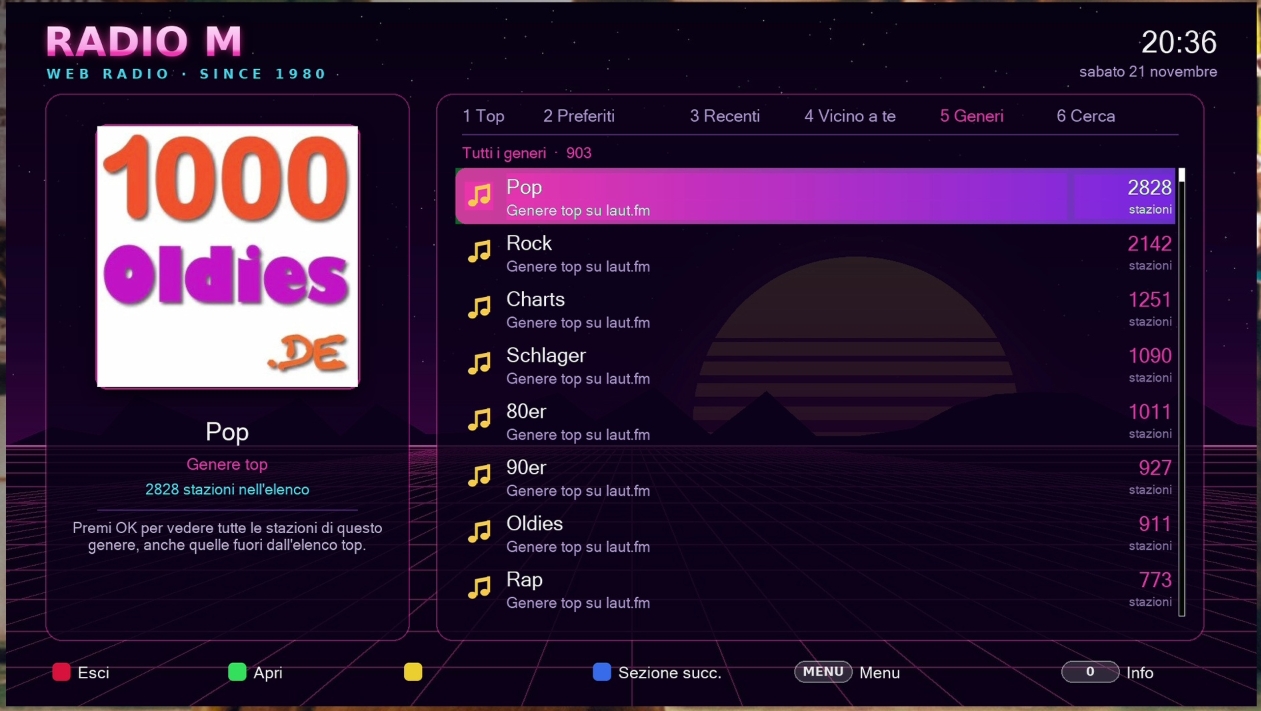 RADIO M
WEB RADIO · SINCE 1980
20:36
sabato 21 novembre
1000
Oldies
.DE
Pop
Genere top
2828 stazioni nell'elenco
Premi OK per vedere tutte le stazioni di questo
genere, anche quelle fuori dall'elenco top.
1 Top 2 Preferiti 3 Recenti 4 Vicino a te 5 Generi 6 Cerca
Tutti i generi · 903
Pop 2828
Genere top su laut.fm stazioni
Rock 2142
Genere top su laut.fm stazioni
Charts 1251
Genere top su laut.fm stazioni
Schlager 1090
Genere top su laut.fm stazioni
80er 1011
Genere top su laut.fm stazioni
90er 927
Genere top su laut.fm stazioni
Oldies 911
Genere top su laut.fm stazioni
Rap 773
Genere top su laut.fm stazioni
Esci Apri Sezione succ. MENU Menu 0 Info